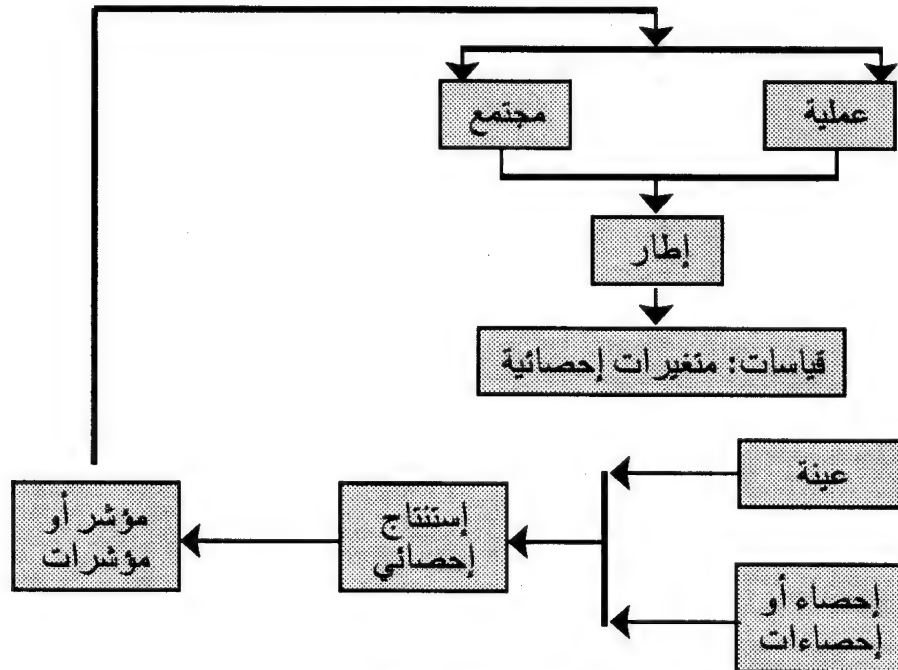 عملية
مجتمع
إطار
قياسات: متغيرات إحصائية
عينة
إحصاء أو
إحصاءات
إستنتاج
إحصائي
مؤشر أو
مؤشرات